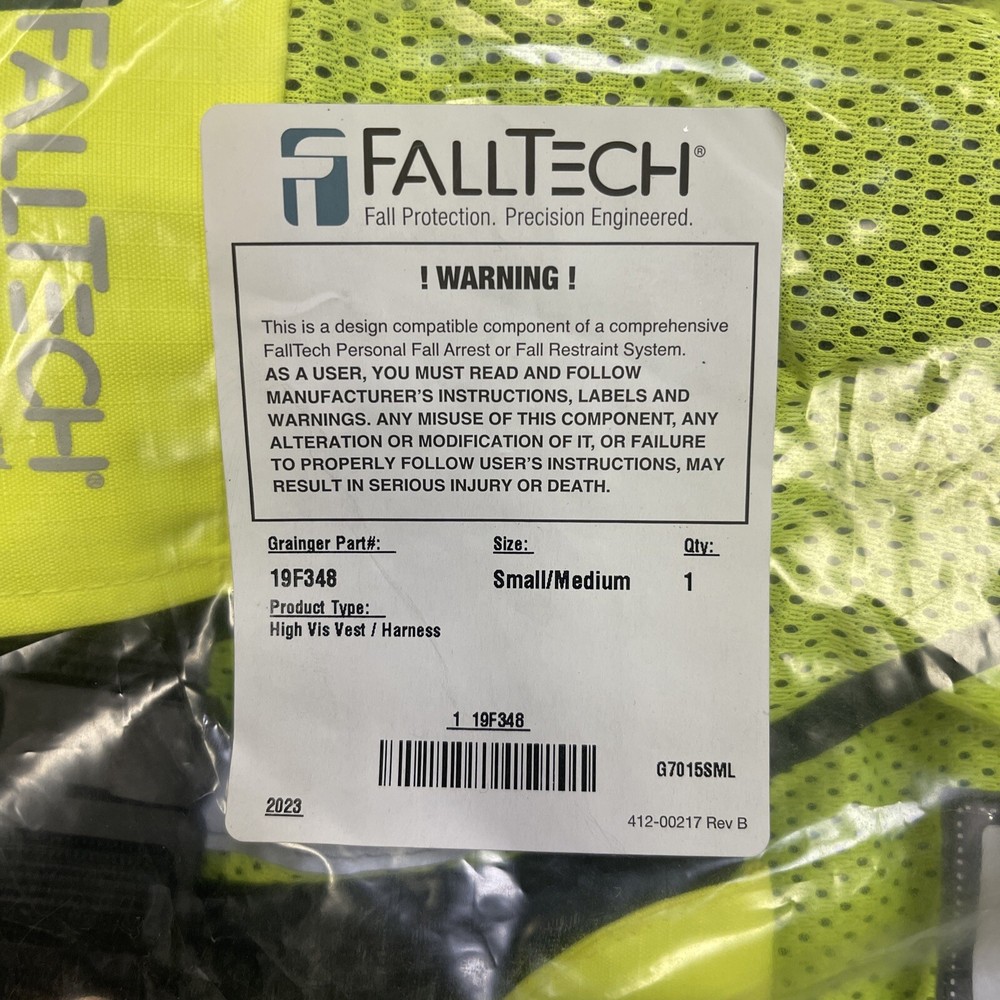 FALLTECH®
FALLTECH®
Fall Protection. Precision Engineered.
! WARNING !
This is a design compatible component of a comprehensive
FallTech Personal Fall Arrest or Fall Restraint System.
AS A USER, YOU MUST READ AND FOLLOW
MANUFACTURER'S INSTRUCTIONS, LABELS AND
WARNINGS. ANY MISUSE OF THIS COMPONENT, ANY
ALTERATION OR MODIFICATION OF IT, OR FAILURE
TO PROPERLY FOLLOW USER'S INSTRUCTIONS, MAY
RESULT IN SERIOUS INJURY OR DEATH.
Grainger Part#: Size: Qty:
19F348 Small/Medium 1
Product Type:
High Vis Vest / Harness
1 19F348
G7015SML
2023
412-00217 Rev B